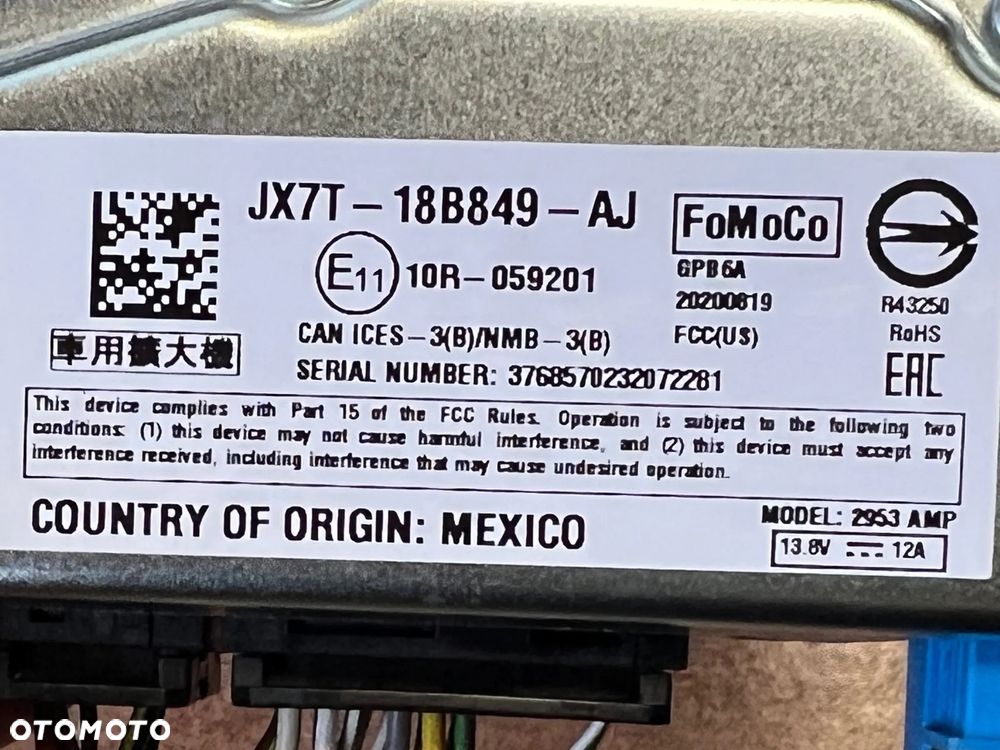 JX7T-18B849-AJ
FoMoCo
E11 10R-059201
GPB6A
20200819
R43250
CAN ICES-3(B)/NMB-3(B)
FCC(US)
RoHS
車用擴大機
SERIAL NUMBER: 3768570232072281
EAC
This device complies with Part 15 of the FCC Rules. Operation is subject to the following two
conditions: (1) this device may not cause harmful interference, and (2) this device must accept any
interference received, including interference that may cause undesired operation.
COUNTRY OF ORIGIN: MEXICO
MODEL: 2953 AMP
13.8V 12A
OTOMOTO